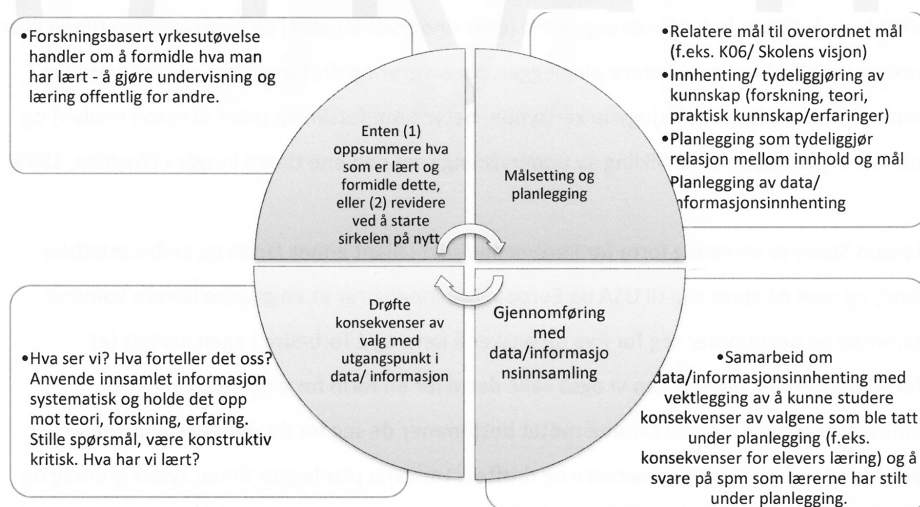 •Forskningsbasert yrkesutøvelse
handler om å formidle hva man
har lært - å gjøre undervisning og
læring offentlig for andre.
•Relatere mål til overordnet mål
(f.eks. K06/ Skolens visjon)
•Innhenting/ tydeliggjøring av
kunnskap (forskning, teori,
praktisk kunnskap/erfaringer)
•Planlegging som tydeliggjør
relasjon mellom innhold og mål
Planlegging av data/
nformasjonsinnhenting
Enten (1)
oppsummere hva
som er lært og
formidle dette,
eller (2) revidere
ved å starte
sirkelen på nytt
Målsetting og
planlegging
Drøfte
konsekvenser av
valg med
utgangspunkt i
data/ informasjon
Gjennomføring
med
data/informasjo
nsinnsamling
•Hva ser vi? Hva forteller det oss?
Anvende innsamlet informasjon
systematisk og holde det opp
mot teori, forskning, erfaring.
Stille spørsmål, være konstruktiv
kritisk. Hva har vi lært?
•Samarbeid om
data/informasjonsinnhenting med
vektlegging av å kunne studere
konsekvenser av valgene som ble tatt
under planlegging (f.eks.
konsekvenser for elevers læring) og å
svare på spm som lærerne har stilt
under planlegging.